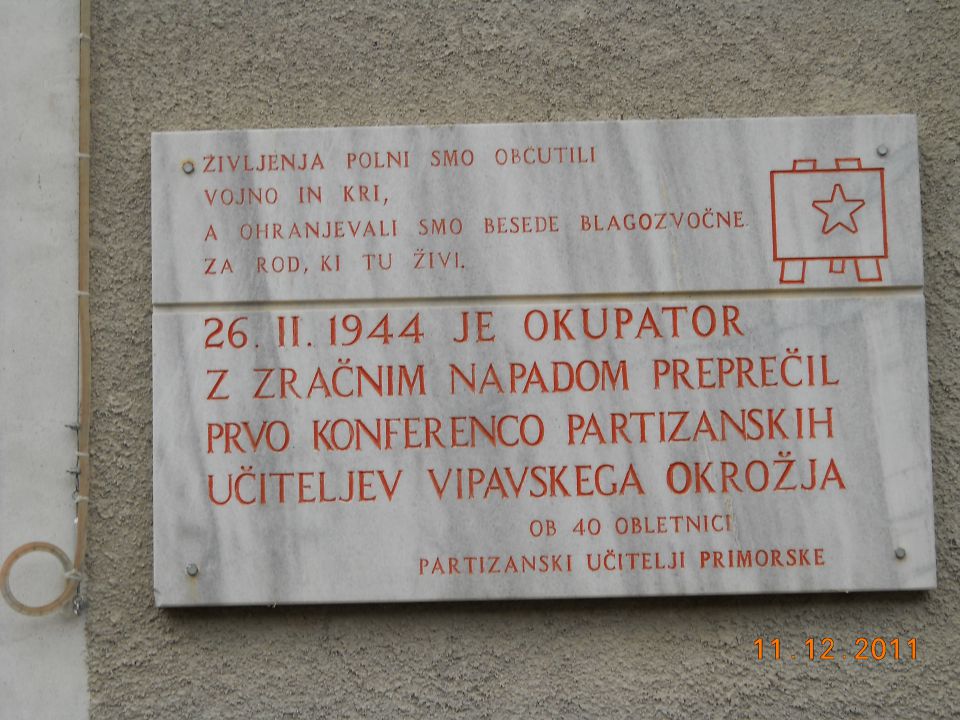 ŽIVLJENJA POLNI SMO OBČUTILI
VOJNO IN KRI,
A OHRANJEVALI SMO BESEDE BLAGOZVOČNE
ZA ROD, KI TU ŽIVI.
26. II. 1944 JE OKUPATOR
Z ZRAČNIM NAPADOM PREPREČIL
PRVO KONFERENCO PARTIZANSKIH
UČITELJEV VIPAVSKEGA OKROŽJA
OB 40 OBLETNICI
PARTIZANSKI UČITELJI PRIMORSKE
11.12.2011